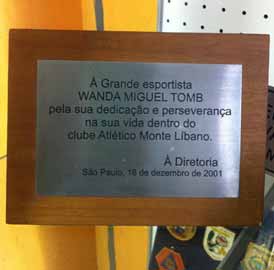 À Grande esportista
WANDA MIGUEL TOMB
pela sua dedicação e perseverança
na sua vida dentro do
clube Atlético Monte Líbano.
À Diretoria
São Paulo, 18 de dezembro de 2001